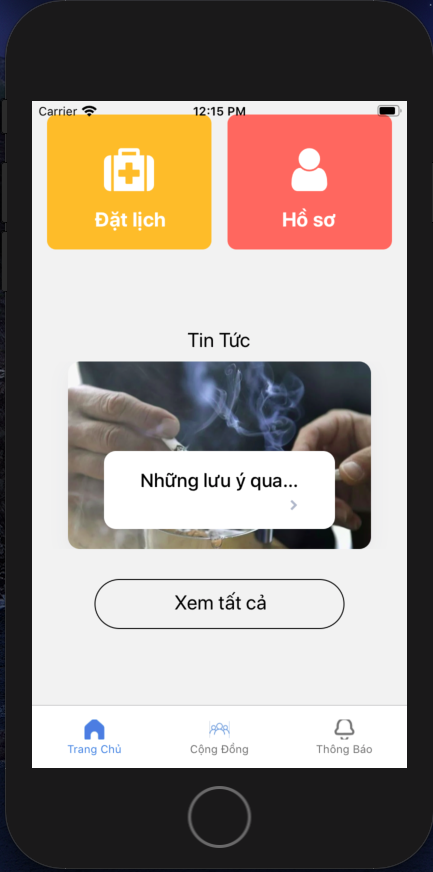 Carrier 12:15 PM
Đặt lịch Hồ sơ
Tin Tức
Những lưu ý qua...
Xem tất cả
Trang Chủ Cộng Đồng Thông Báo